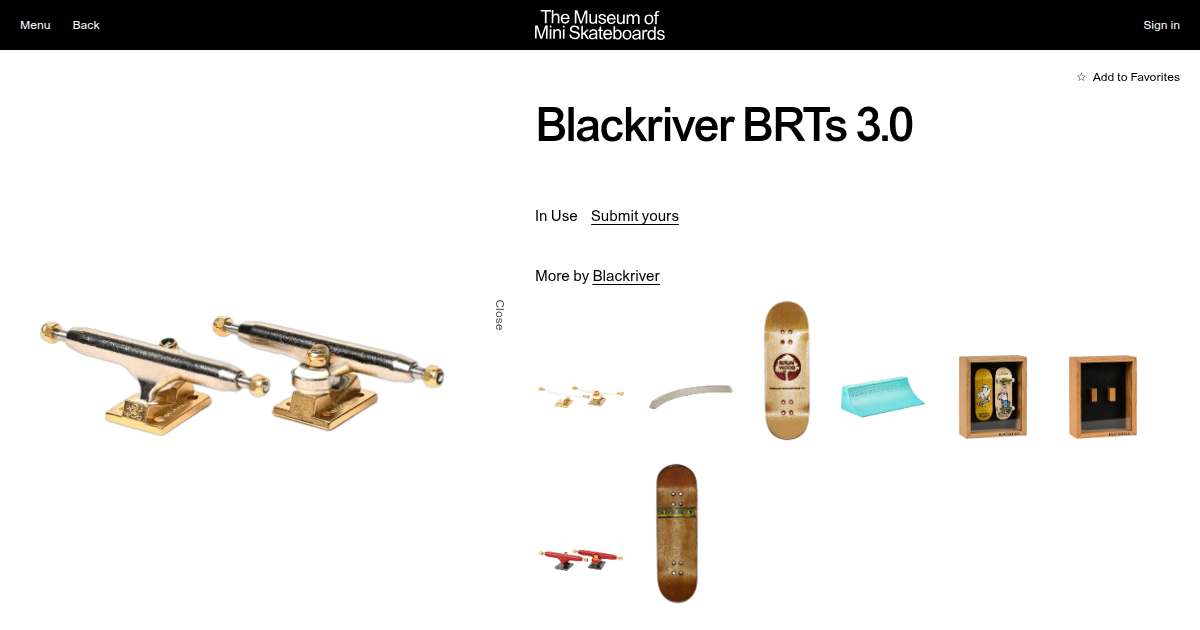 Menu
Back
The Museum of
Mini Skateboards
Sign in
☆ Add to Favorites
Blackriver BRTs 3.0
In Use
Submit yours
More by Blackriver
Close